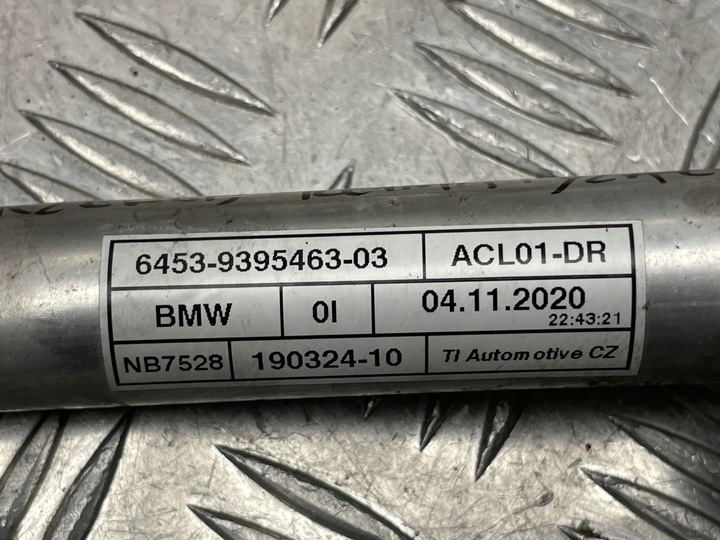 6453-9395463-03 ACL01-DR
BMW 0I 04.11.2020
22:43:21
NB7528 190324-10 TI Automotive CZ